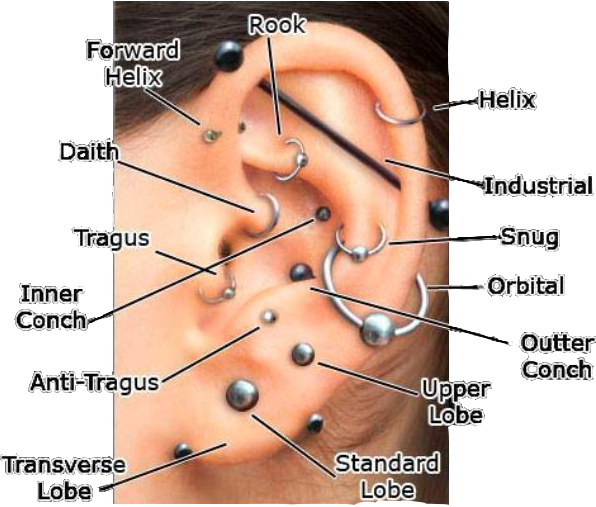 Rook
Forward
Helix
Helix
Daith
Industrial
Tragus
Snug
Inner
Conch
Orbital
Outter
Conch
Anti-Tragus
Upper
Lobe
Transverse
Lobe
Standard
Lobe